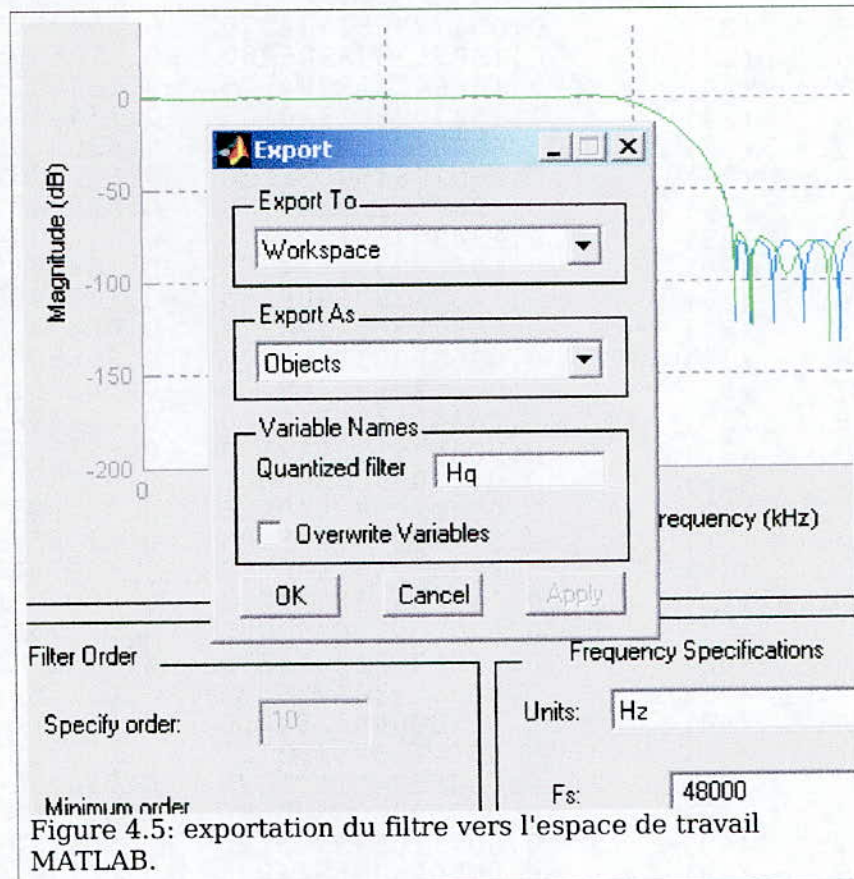 0
-50
-100
-150
-200
0
Magnitude (dB)
Export
Export To
Workspace
Export As
Objects
Variable Names
Quantized filter
Hq
Overwrite Variables
OK
Cancel
Apply
requency (kHz)
Filter Order
Specify order:
10
Minimum order
Frequency Specifications
Units:
Hz
Fs:
48000
Figure 4.5: exportation du filtre vers l'espace de travail
MATLAB.